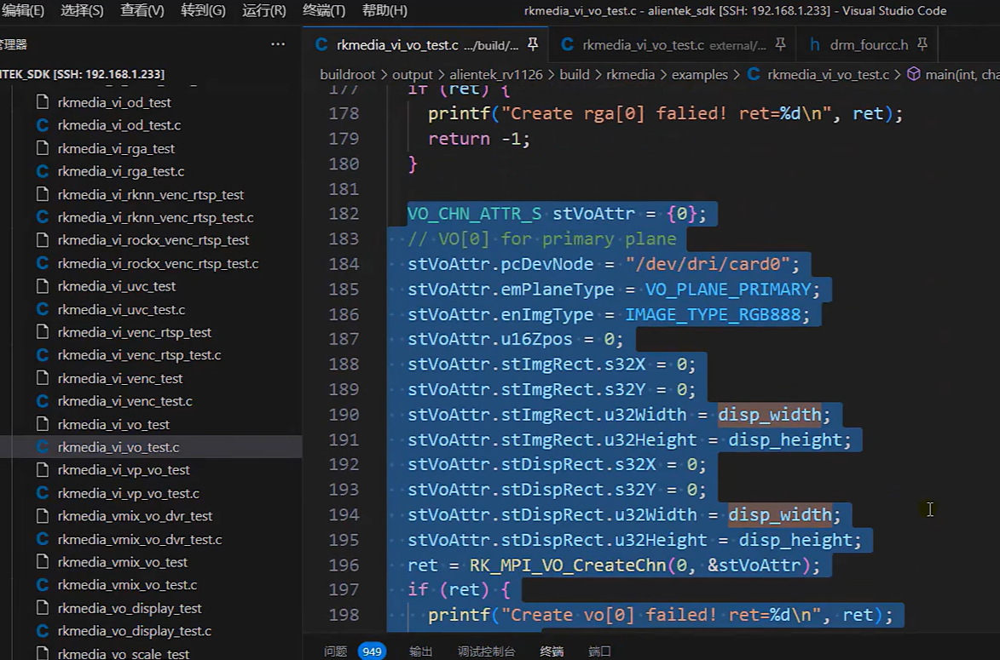 编辑(E) 选择(S) 查看(V) 转到(G) 运行(R) 终端(T) 帮助(H) rkmedia_vi_vo_test.c - alientek_sdk [SSH: 192.168.1.233] - Visual Studio Code
管理器 ···
C rkmedia_vi_vo_test.c .../build/... C rkmedia_vi_vo_test.c external/... h drm_fourcc.h
[SSH: 192.168.1.233]
buildroot > output > alientek_rv1126 > build > rkmedia > examples > C rkmedia_vi_vo_test.c > main(int, cha
rkmedia_vi_od_test
C rkmedia_vi_od_test.c
rkmedia_vi_rga_test
C rkmedia_vi_rga_test.c
rkmedia_vi_rknn_venc_rtsp_test
C rkmedia_vi_rknn_venc_rtsp_test.c
rkmedia_vi_rockx_venc_rtsp_test
C rkmedia_vi_rockx_venc_rtsp_test.c
rkmedia_vi_uvc_test
C rkmedia_vi_uvc_test.c
rkmedia_vi_venc_rtsp_test
C rkmedia_vi_venc_rtsp_test.c
rkmedia_vi_venc_test
C rkmedia_vi_venc_test.c
rkmedia_vi_vo_test
C rkmedia_vi_vo_test.c
rkmedia_vi_vp_vo_test
C rkmedia_vi_vp_vo_test.c
rkmedia_vmix_vo_dvr_test
C rkmedia_vmix_vo_dvr_test.c
rkmedia_vmix_vo_test
C rkmedia_vmix_vo_test.c
rkmedia_vo_display_test
C rkmedia_vo_display_test.c
rkmedia_vo_scale_test
177 if (ret) {
178 printf("Create rga[0] falied! ret=%d\n", ret);
179 return -1;
180 }
181
182 VO_CHN_ATTR_S stVoAttr = {0};
183 // VO[0] for primary plane
184 stVoAttr.pcDevNode = "/dev/dri/card0";
185 stVoAttr.emPlaneType = VO_PLANE_PRIMARY;
186 stVoAttr.enImgType = IMAGE_TYPE_RGB888;
187 stVoAttr.u16Zpos = 0;
188 stVoAttr.stImgRect.s32X = 0;
189 stVoAttr.stImgRect.s32Y = 0;
190 stVoAttr.stImgRect.u32Width = disp_width;
191 stVoAttr.stImgRect.u32Height = disp_height;
192 stVoAttr.stDispRect.s32X = 0;
193 stVoAttr.stDispRect.s32Y = 0;
194 stVoAttr.stDispRect.u32Width = disp_width;
195 stVoAttr.stDispRect.u32Height = disp_height;
196 ret = RK_MPI_VO_CreateChn(0, &stVoAttr);
197 if (ret) {
198 printf("Create vo[0] failed! ret=%d\n", ret);
问题 949 输出 调试控制台 终端 端口